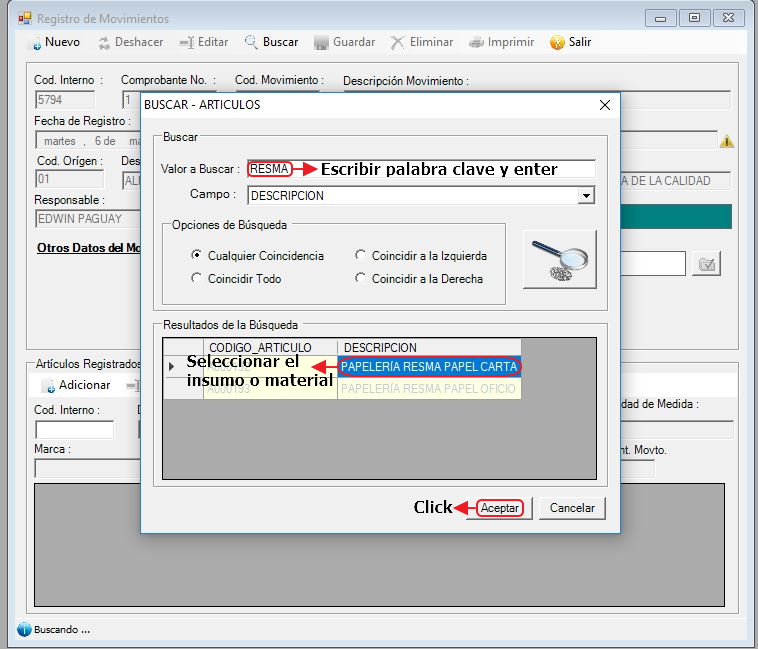 Registro de Movimientos
Nuevo Deshacer Editar Buscar Guardar Eliminar Imprimir Salir
Cod. Interno : Comprobante No. : Cod. Movimiento : Descripción Movimiento :
5794 1
BUSCAR - ARTICULOS
Fecha de Registro :
martes , 6 de
Buscar
Cod. Orígen :
01 A DE LA CALIDAD
Valor a Buscar : RESMA Escribir palabra clave y enter
Campo : DESCRIPCION
Responsable :
EDWIN PAGUAY
Opciones de Búsqueda
Otros Datos del Mo
Cualquier Coincidencia Coincidir a la Izquierda
Coincidir Todo Coincidir a la Derecha
Resultados de la Búsqueda
CODIGO_ARTICULO DESCRIPCION
Seleccionar el PAPELERÍA RESMA PAPEL CARTA
insumo o material
A000193 PAPELERÍA RESMA PAPEL OFICIO
Artículos Registrados
Adicionar
Cod. Interno : dad de Medida :
Marca : nt. Movto.
Click Aceptar Cancelar
Buscando ...